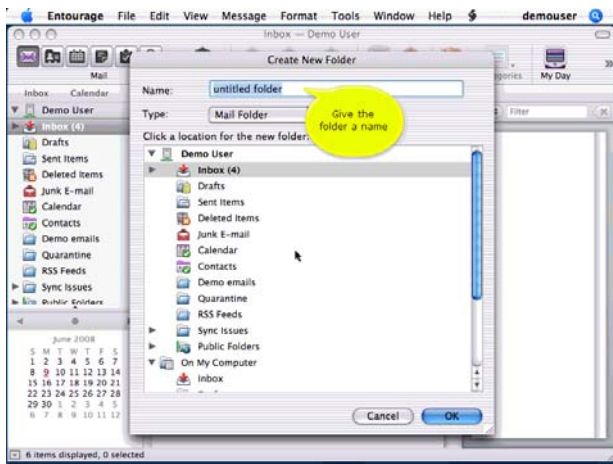 Entourage File Edit View Message Format Tools Window Help demouser
Inbox — Demo User
Create New Folder
Mail
My Day
Inbox Calendar
Name: untitled folder
Type: Mail Folder
Give the
folder a name
Filter
Click a location for the new folder:
Demo User
Inbox (4)
Drafts
Sent Items
Deleted Items
Junk E-mail
Calendar
Contacts
Demo emails
Quarantine
RSS Feeds
Sync Issues
Public Folders
Demo User
Inbox (4)
Drafts
Sent Items
Deleted Items
Junk E-mail
Calendar
Contacts
Demo emails
Quarantine
RSS Feeds
Sync Issues
Public Folders
On My Computer
Inbox
June 2008
S M T W T F S
1 2 3 4 5 6 7
8 9 10 11 12 13 14
15 16 17 18 19 20 21
22 23 24 25 26 27 28
29 30 1 2 3 4 5
6 7 8 9 10 11 12
Cancel OK
6 items displayed, 0 selected